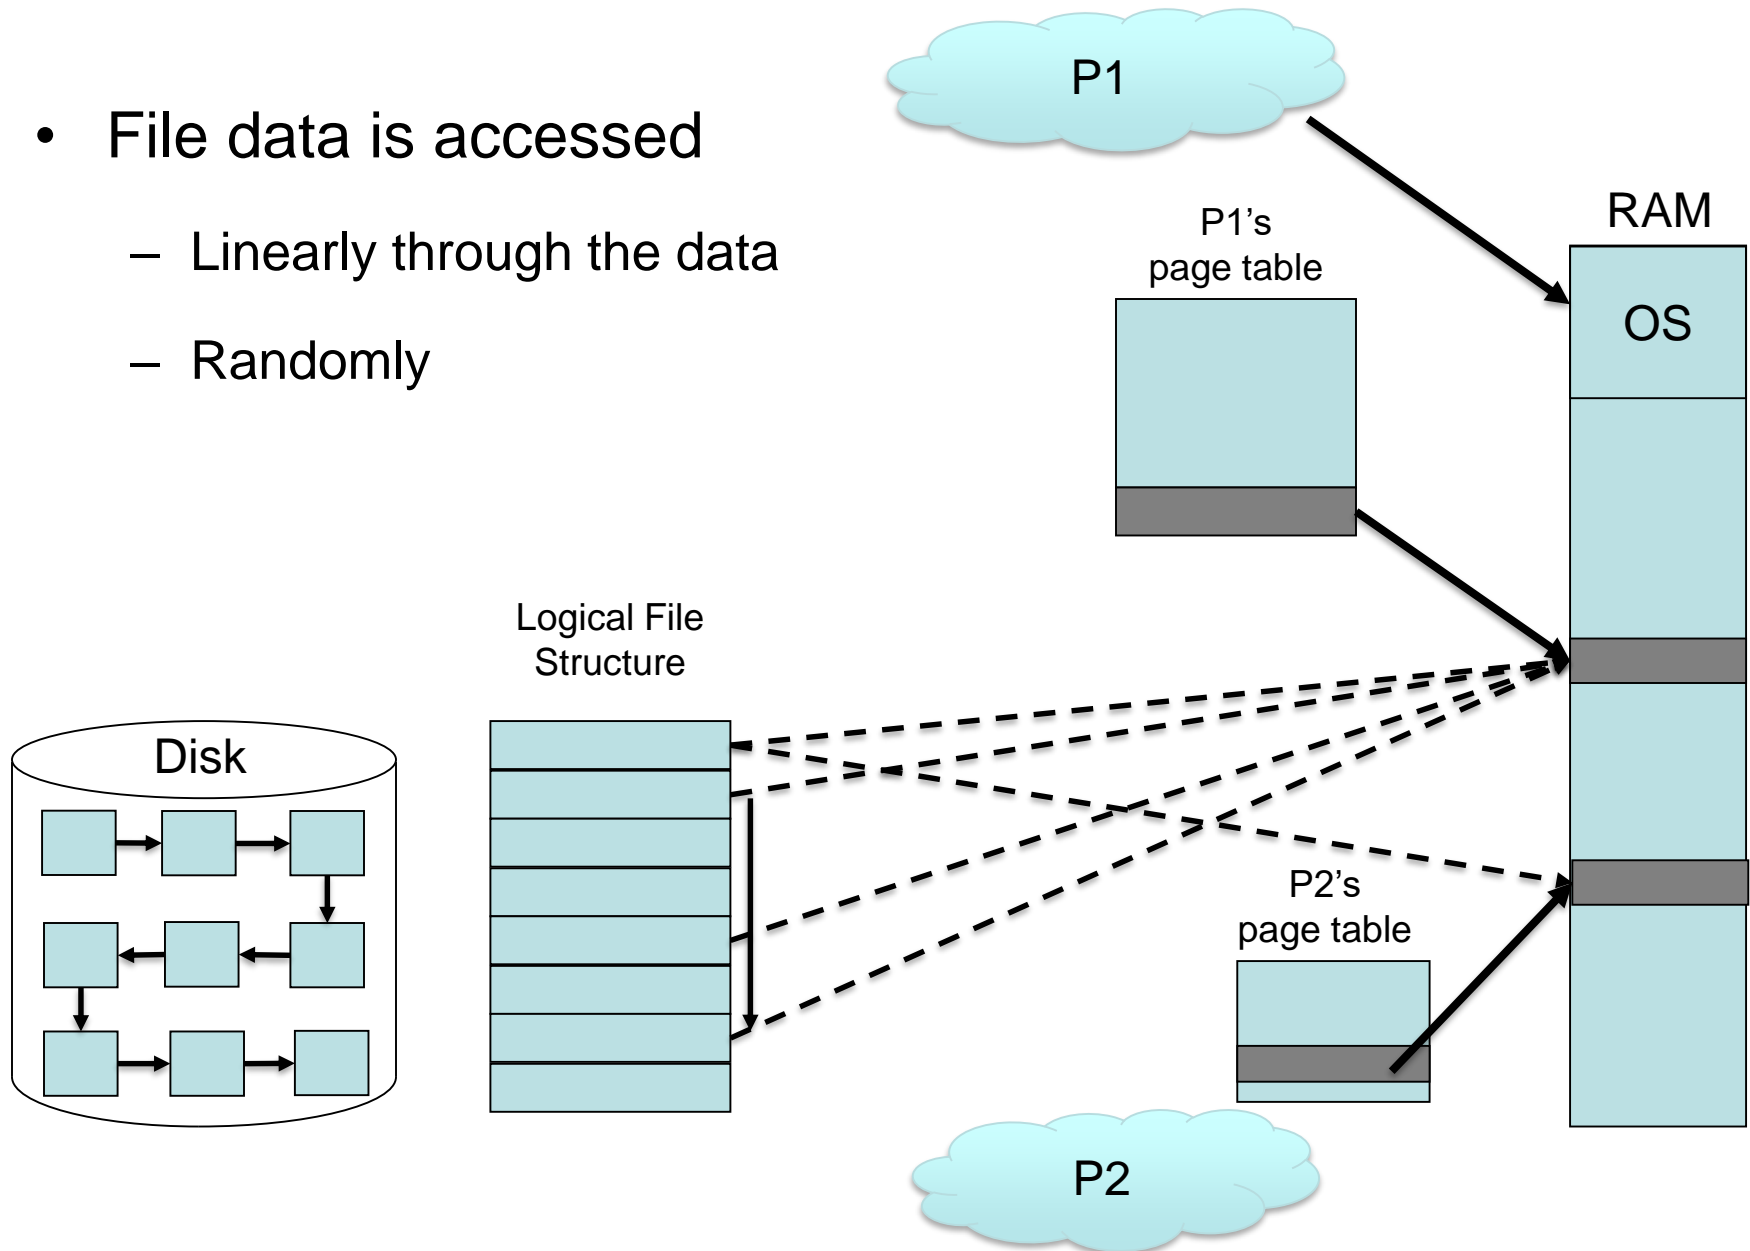 • File data is accessed
– Linearly through the data
– Randomly
P1
P1’s
page table
RAM
OS
Logical File
Structure
Disk
P2’s
page table
P2